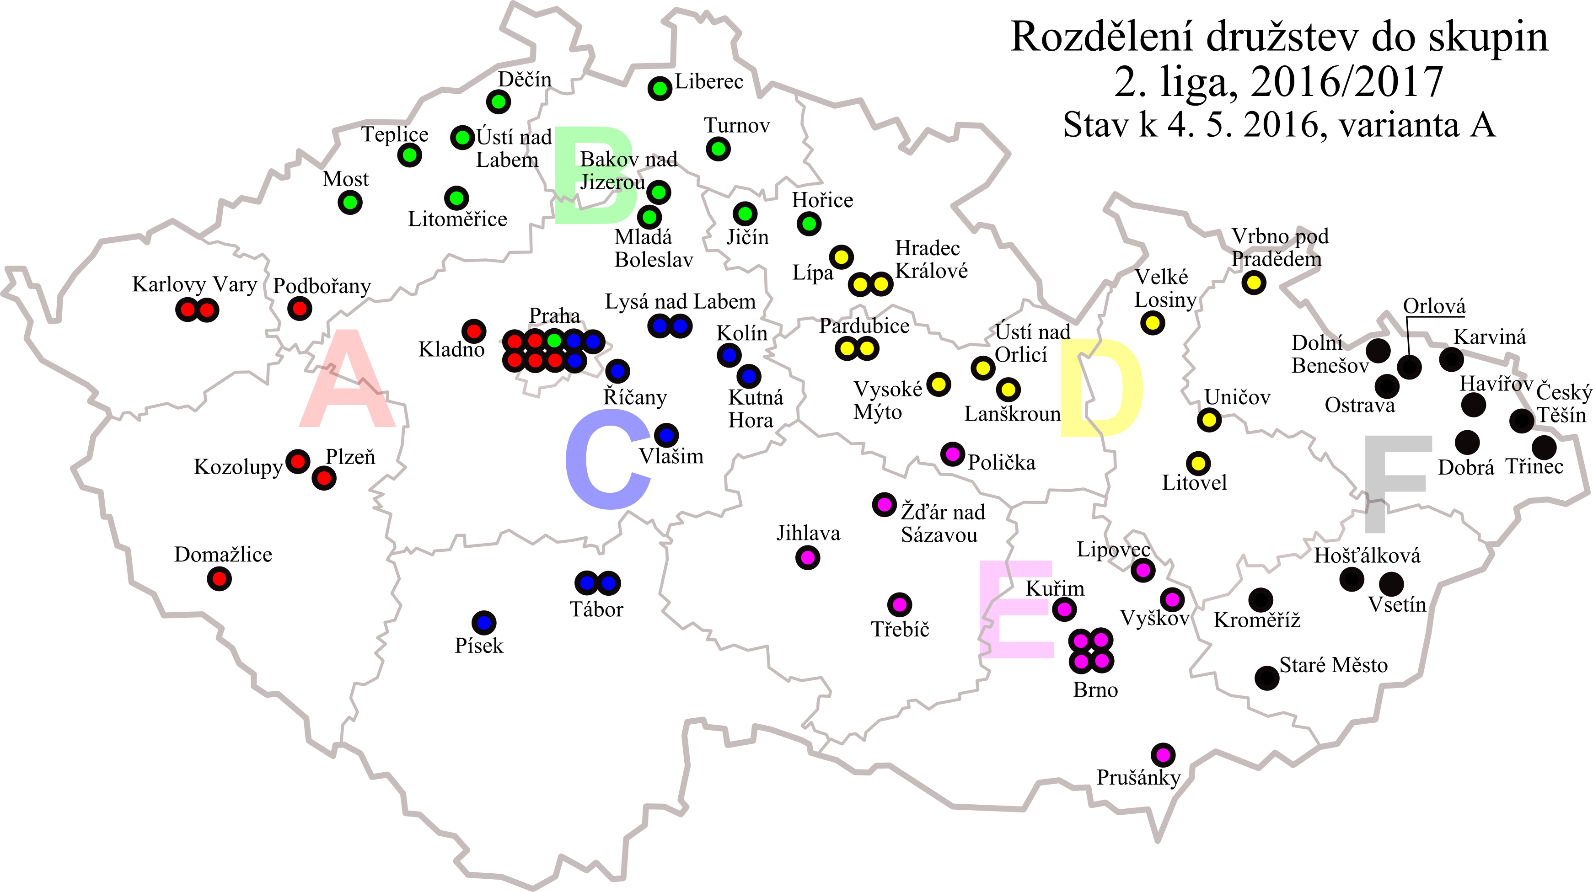 Rozdělení družstev do skupin
2. liga, 2016/2017
Stav k 4. 5. 2016, varianta A
Děčín
Liberec
Teplice
Ústí nad
Labem
Turnov
Most
Litoměřice
B
Bakov nad
Jizerou
Mladá
Boleslav
Jičín
Hořice
Lípa
Hradec
Králové
Vrbno pod
Pradědem
Velké
Losiny
Karlovy Vary
Podbořany
Kladno
Praha
Lysá nad Labem
Kolín
Kutná
Hora
Říčany
Vlašim
Pardubice
Vysoké
Mýto
Ústí nad
Orlicí
Lanškroun
A
C
D
Uničov
Litovel
Orlová
Dolní
Benešov
Karviná
Ostrava
Havířov
Český
Těšín
Dobrá
Třinec
F
Kozolupy
Plzeň
Domažlice
Polička
Žďár nad
Sázavou
Jihlava
Třebíč
E
Lipovec
Kuřim
Vyškov
Brno
Hošťálková
Vsetín
Kroměříž
Staré Město
Tábor
Písek
Prušánky